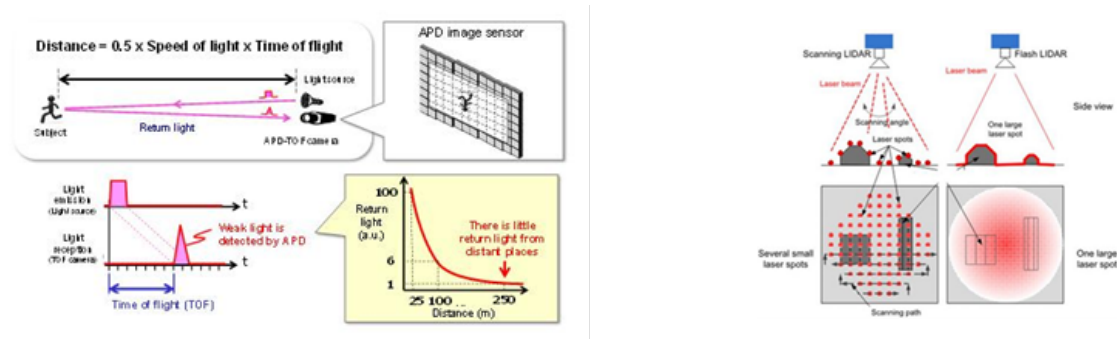 Distance = 0.5 x Speed of light x Time of flight
Light source
Subject
Return light
APD-TOF camera
APD image sensor
Light
emission
(Light source)
t
Weak light is
detected by APD
Light
reception
(TOF camera)
t
Time of flight (TOF)
Return
light
(a.u.)
100
6
1
There is little
return light from
distant places
25 100 ... 250
Distance (m)
Scanning LIDAR
Flash LIDAR
Laser beam
Laser beam
Side view
Scanning angle
Laser spots
One large
laser spot
Several small
laser spots
One large
laser spot
Scanning path